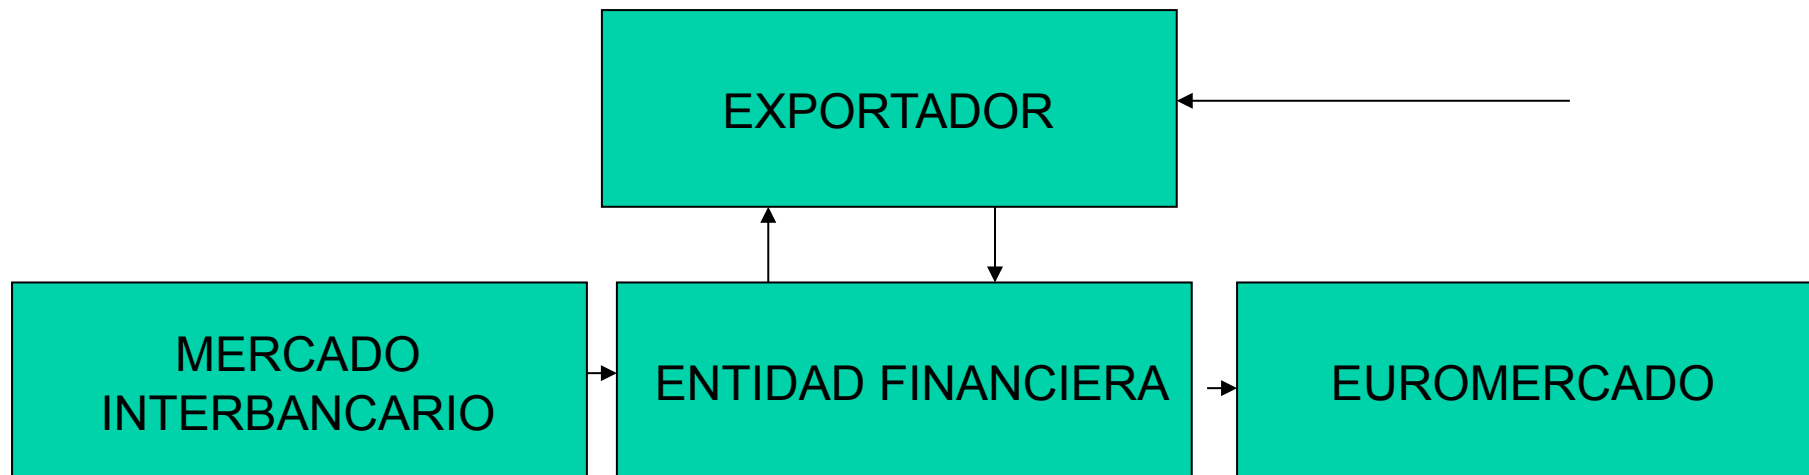 EXPORTADOR
MERCADO
INTERBANCARIO
ENTIDAD FINANCIERA
EUROMERCADO